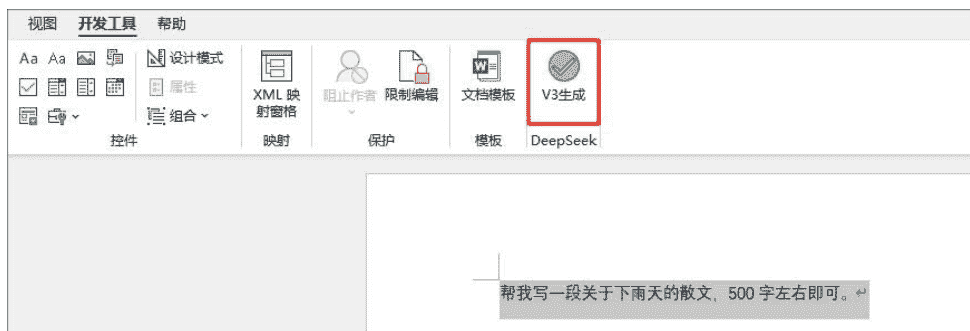 视图 开发工具 帮助
Aa Aa 设计模式
属性
组合
控件
XML 映
射窗格
映射
阻止作者 限制编辑
保护
文档模板
模板
V3生成
DeepSeek
帮我写一段关于下雨天的散文，500 字左右即可。